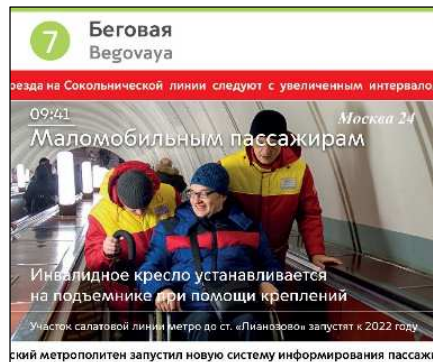 7
Беговая
Begovaya
оезда на Сокольнической линии следуют с увеличенным интервало
09:41
Москва 24
Маломобильным пассажирам
Инвалидное кресло устанавливается
на подъемнике при помощи креплений
Участок салатовой линии метро до ст. «Лианозово» запустят к 2022 году
ский метрополитен запустил новую систему информирования пассажи